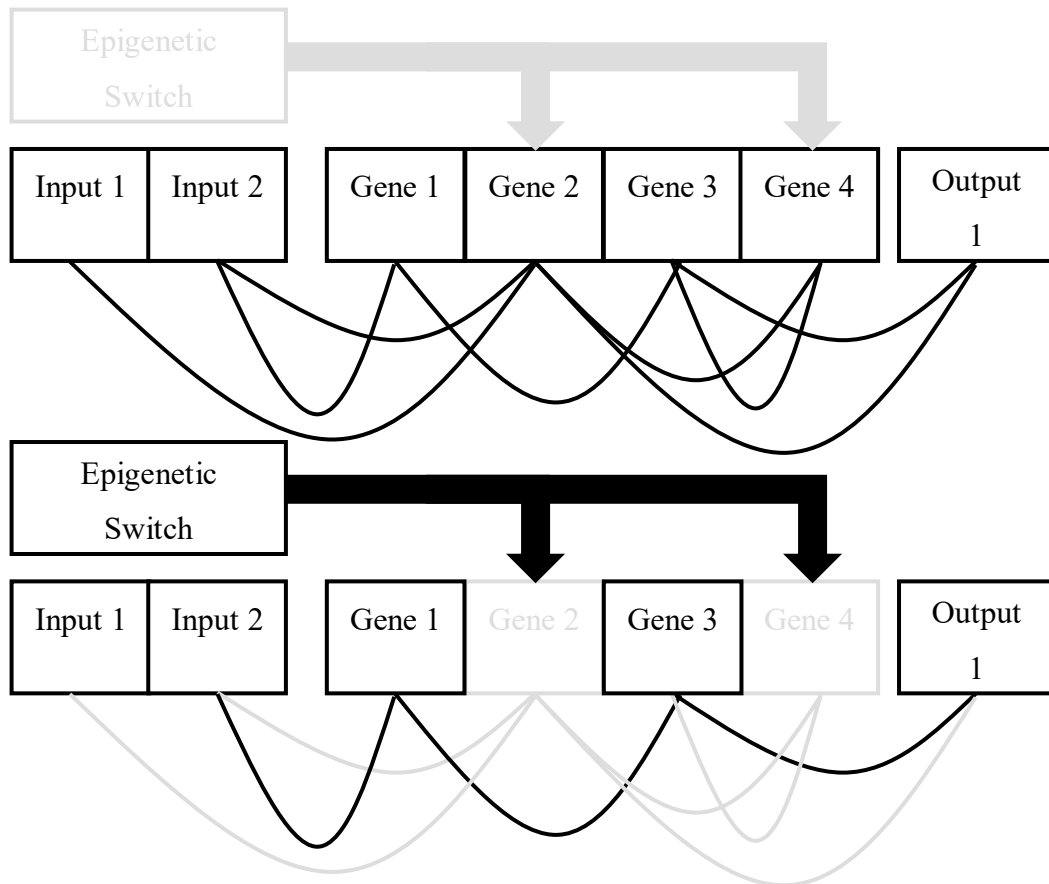 Epigenetic
Switch
Input 1 Input 2 Gene 1 Gene 2 Gene 3 Gene 4 Output
1
Epigenetic
Switch
Input 1 Input 2 Gene 1 Gene 2 Gene 3 Gene 4 Output
1